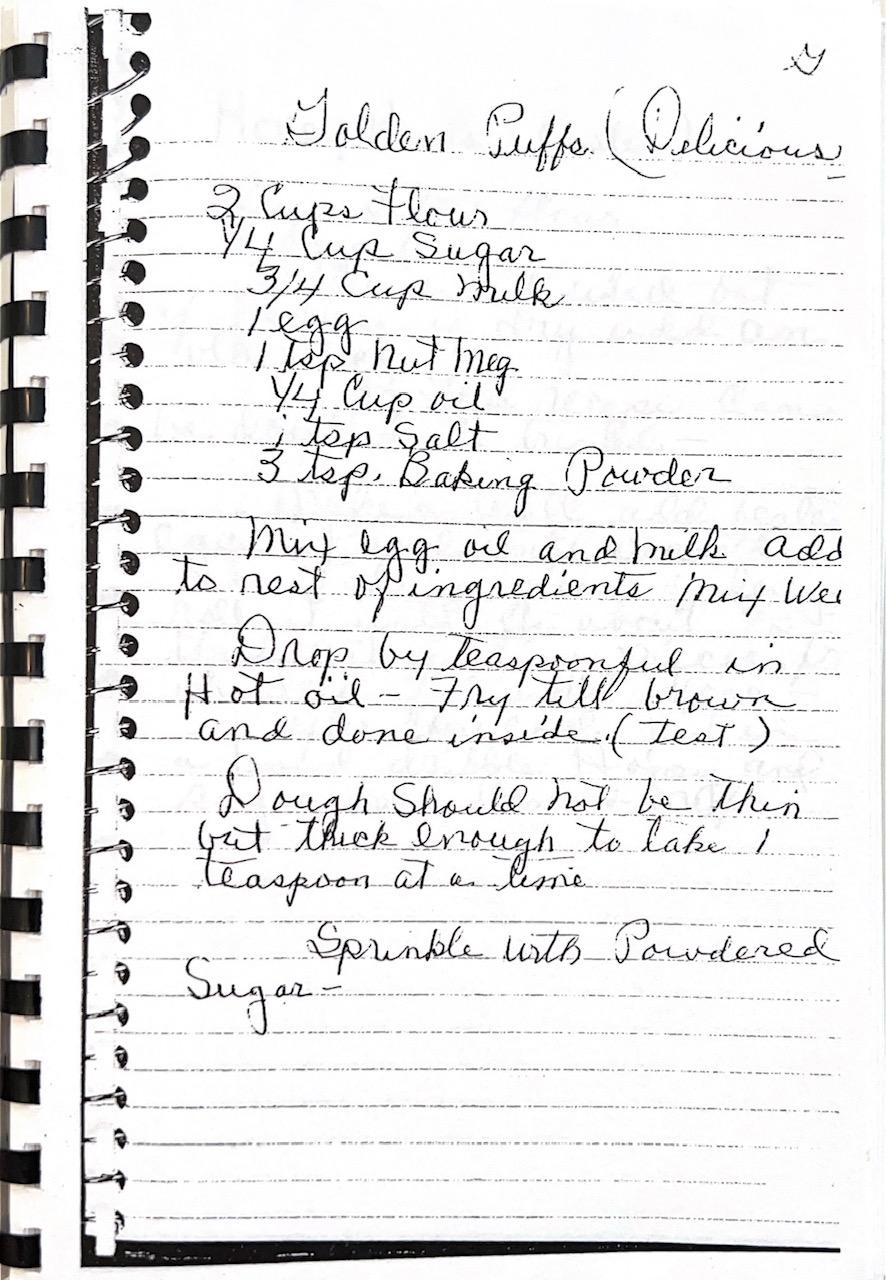 Golden Puffs (Delicious
2 Cups Flour
1/4 Cup Sugar
3/4 Cup milk
1 egg
1 tsp Nut Meg
1/4 Cup oil
1 tsp Salt
3 tsp. Baking Powder
Mix egg oil and milk add
to rest of ingredients Mix
Drop by teaspoonful in
Hot oil - Fry till brown
and done inside. (test)
Dough Should not be thin
but thick enough to take 1
teaspoon at a time
Sprinkle with Powdered
Sugar -